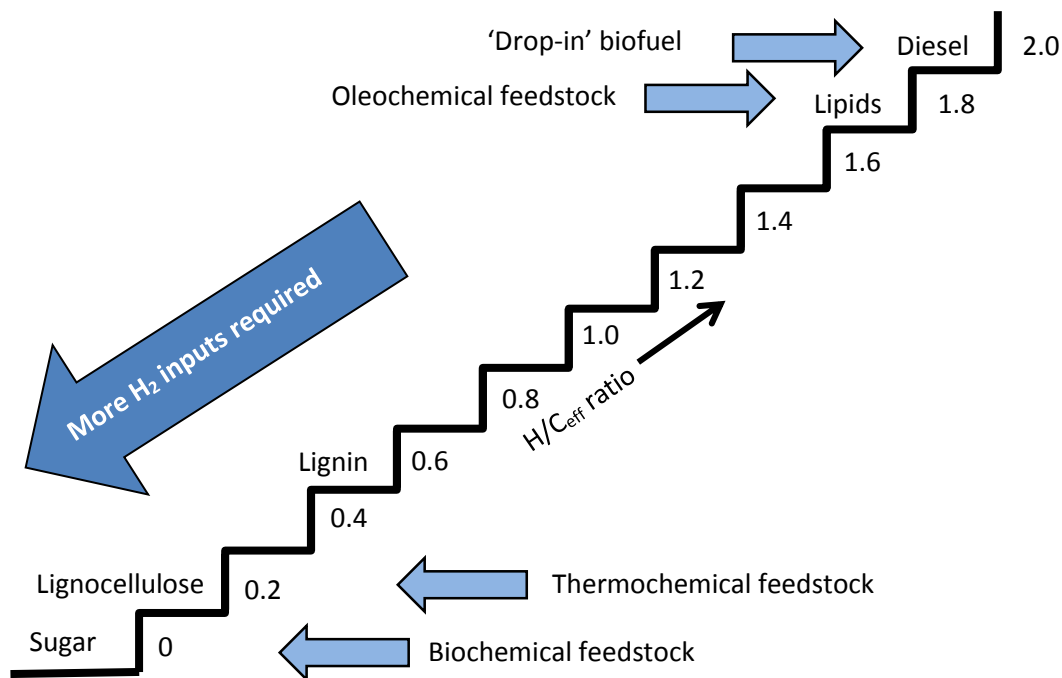 ‘Drop-in’ biofuel
Diesel
2.0
Oleochemical feedstock
Lipids
1.8
1.6
1.4
1.2
More H₂ inputs required
1.0
H/Ceff ratio
0.8
Lignin
0.6
0.4
Lignocellulose
0.2
Thermochemical feedstock
Sugar
0
Biochemical feedstock